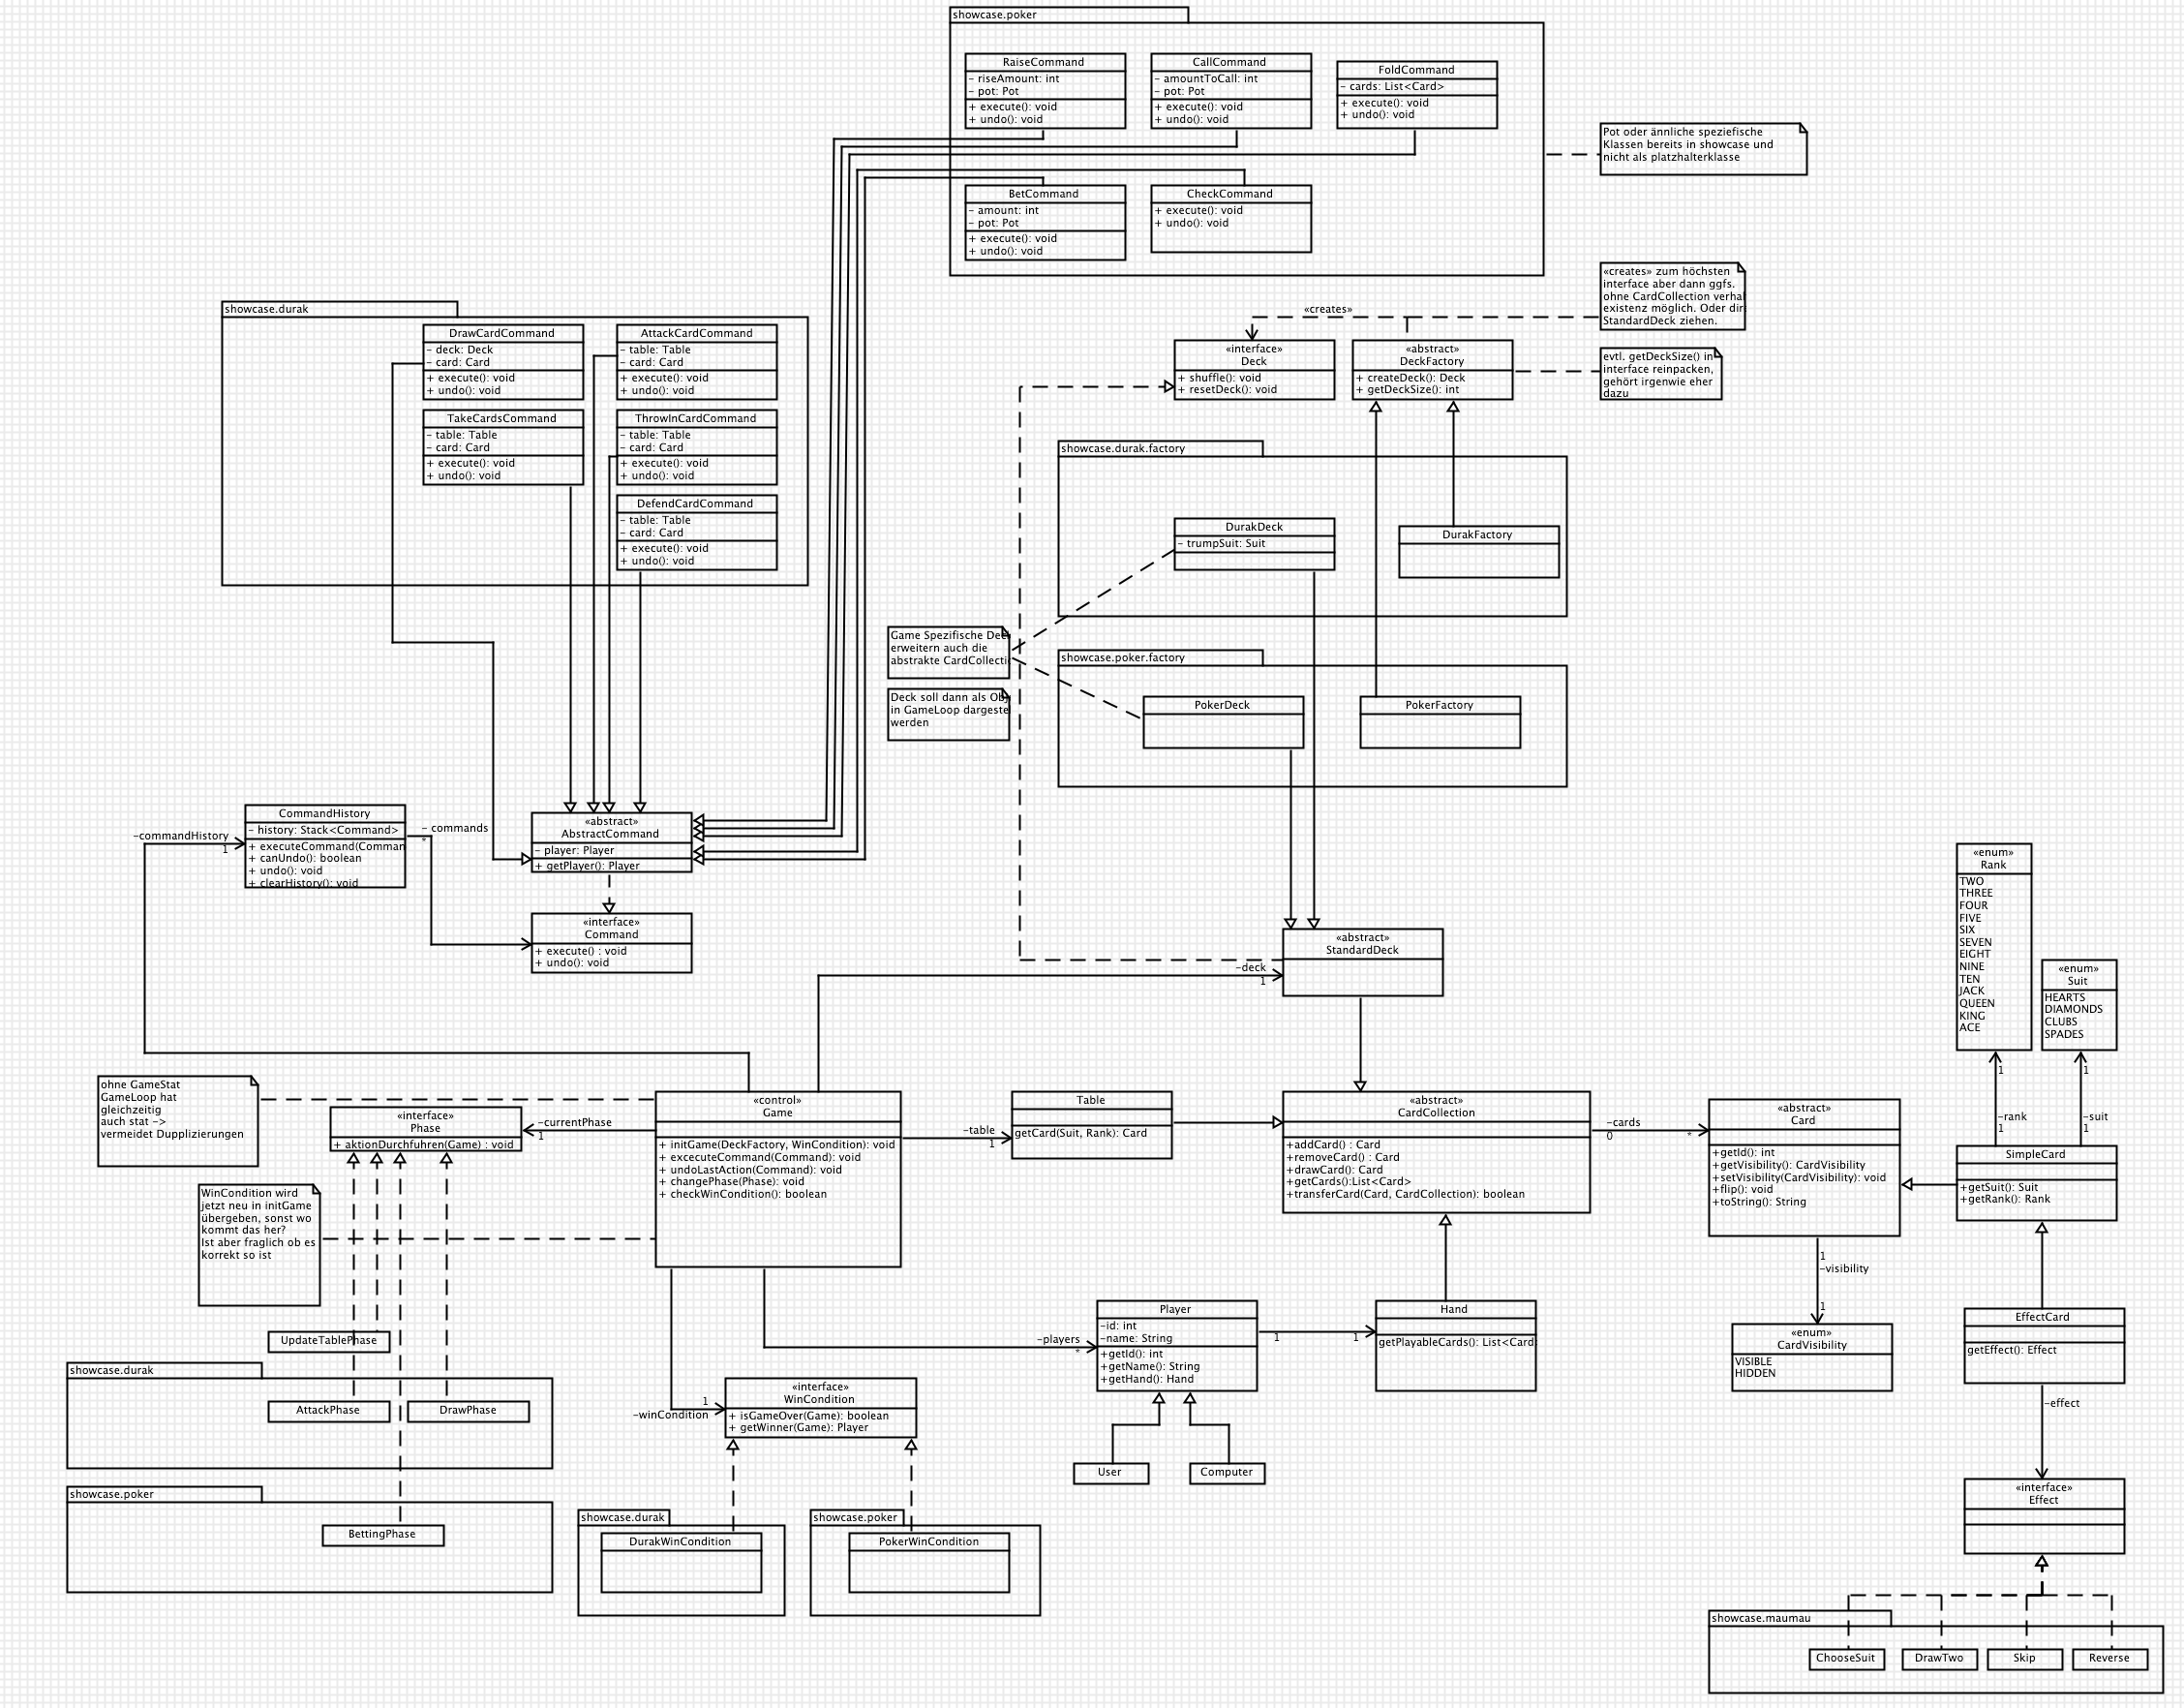 showcase.poker
RaiseCommand
– riseAmount: int
– pot: Pot
+ execute(): void
+ undo(): void
CallCommand
– amountToCall: int
– pot: Pot
+ execute(): void
+ undo(): void
FoldCommand
– cards: List<Card>
+ execute(): void
+ undo(): void
BetCommand
– amount: int
– pot: Pot
+ execute(): void
+ undo(): void
CheckCommand
+ execute(): void
+ undo(): void
Pot oder ännliche speziefische
Klassen bereits in showcase und
nicht als platzhalterklasse
«creates» zum höchsten
interface aber dann ggfs.
ohne CardCollection verhal
existenz möglich. Oder dir
StandardDeck ziehen.
evtl. getDeckSize() in
interface reinpacken,
gehört irgenwie eher
dazu
showcase.durak
DrawCardCommand
– deck: Deck
– card: Card
+ execute(): void
+ undo(): void
AttackCardCommand
– table: Table
– card: Card
+ execute(): void
+ undo(): void
TakeCardsCommand
– table: Table
– card: Card
+ execute(): void
+ undo(): void
ThrowInCardCommand
– table: Table
– card: Card
+ execute(): void
+ undo(): void
DefendCardCommand
– table: Table
– card: Card
+ execute(): void
+ undo(): void
«creates»
«interface»
Deck
+ shuffle(): void
+ resetDeck(): void
«abstract»
DeckFactory
+ createDeck(): Deck
+ getDeckSize(): int
showcase.durak.factory
DurakDeck
– trumpSuit: Suit
DurakFactory
Game Spezifische Dec
erweitern auch die
abstrakte CardCollecti
Deck soll dann als Obj
in GameLoop dargeste
werden
showcase.poker.factory
PokerDeck
PokerFactory
CommandHistory
– history: Stack<Command>
+ executeCommand(Comman
+ canUndo(): boolean
+ undo(): void
+ clearHistory(): void
–commandHistory
1
– commands
*
«abstract»
AbstractCommand
– player: Player
+ getPlayer(): Player
«interface»
Command
+ execute() : void
+ undo(): void
«abstract»
StandardDeck
–deck
1
«enum»
Rank
TWO
THREE
FOUR
FIVE
SIX
SEVEN
EIGHT
NINE
TEN
JACK
QUEEN
KING
ACE
«enum»
Suit
HEARTS
DIAMONDS
CLUBS
SPADES
1
1
–rank
1
–suit
1
ohne GameStat
GameLoop hat
gleichzeitig
auch stat –>
vermeidet Dupplizierungen
«interface»
Phase
+ aktionDurchfuhren(Game) : void
–currentPhase
1
«control»
Game
+ initGame(DeckFactory, WinCondition): void
+ excecuteCommand(Command): void
+ undoLastAction(Command): void
+ changePhase(Phase): void
+ checkWinCondition(): boolean
–table
1
Table
getCard(Suit, Rank): Card
«abstract»
CardCollection
+addCard() : Card
+removeCard() : Card
+drawCard(): Card
+getCards():List<Card>
+transferCard(Card, CardCollection): boolean
–cards
0
*
«abstract»
Card
+getId(): int
+getVisibility(): CardVisibility
+setVisibility(CardVisibility): void
+flip(): void
+toString(): String
SimpleCard
+getSuit(): Suit
+getRank(): Rank
WinCondition wird
jetzt neu in initGame
übergeben, sonst wo
kommt das her?
Ist aber fraglich ob es
korrekt so ist
1
–visibility
1
«enum»
CardVisibility
VISIBLE
HIDDEN
EffectCard
getEffect(): Effect
–effect
«interface»
Effect
–players
*
Player
–id: int
–name: String
+getId(): int
+getName(): String
+getHand(): Hand
1
1
Hand
getPlayableCards(): List<Card
User
Computer
UpdateTablePhase
showcase.durak
AttackPhase
DrawPhase
showcase.poker
BettingPhase
1
–winCondition
«interface»
WinCondition
+ isGameOver(Game): boolean
+ getWinner(Game): Player
showcase.durak
DurakWinCondition
showcase.poker
PokerWinCondition
showcase.maumau
ChooseSuit
DrawTwo
Skip
Reverse